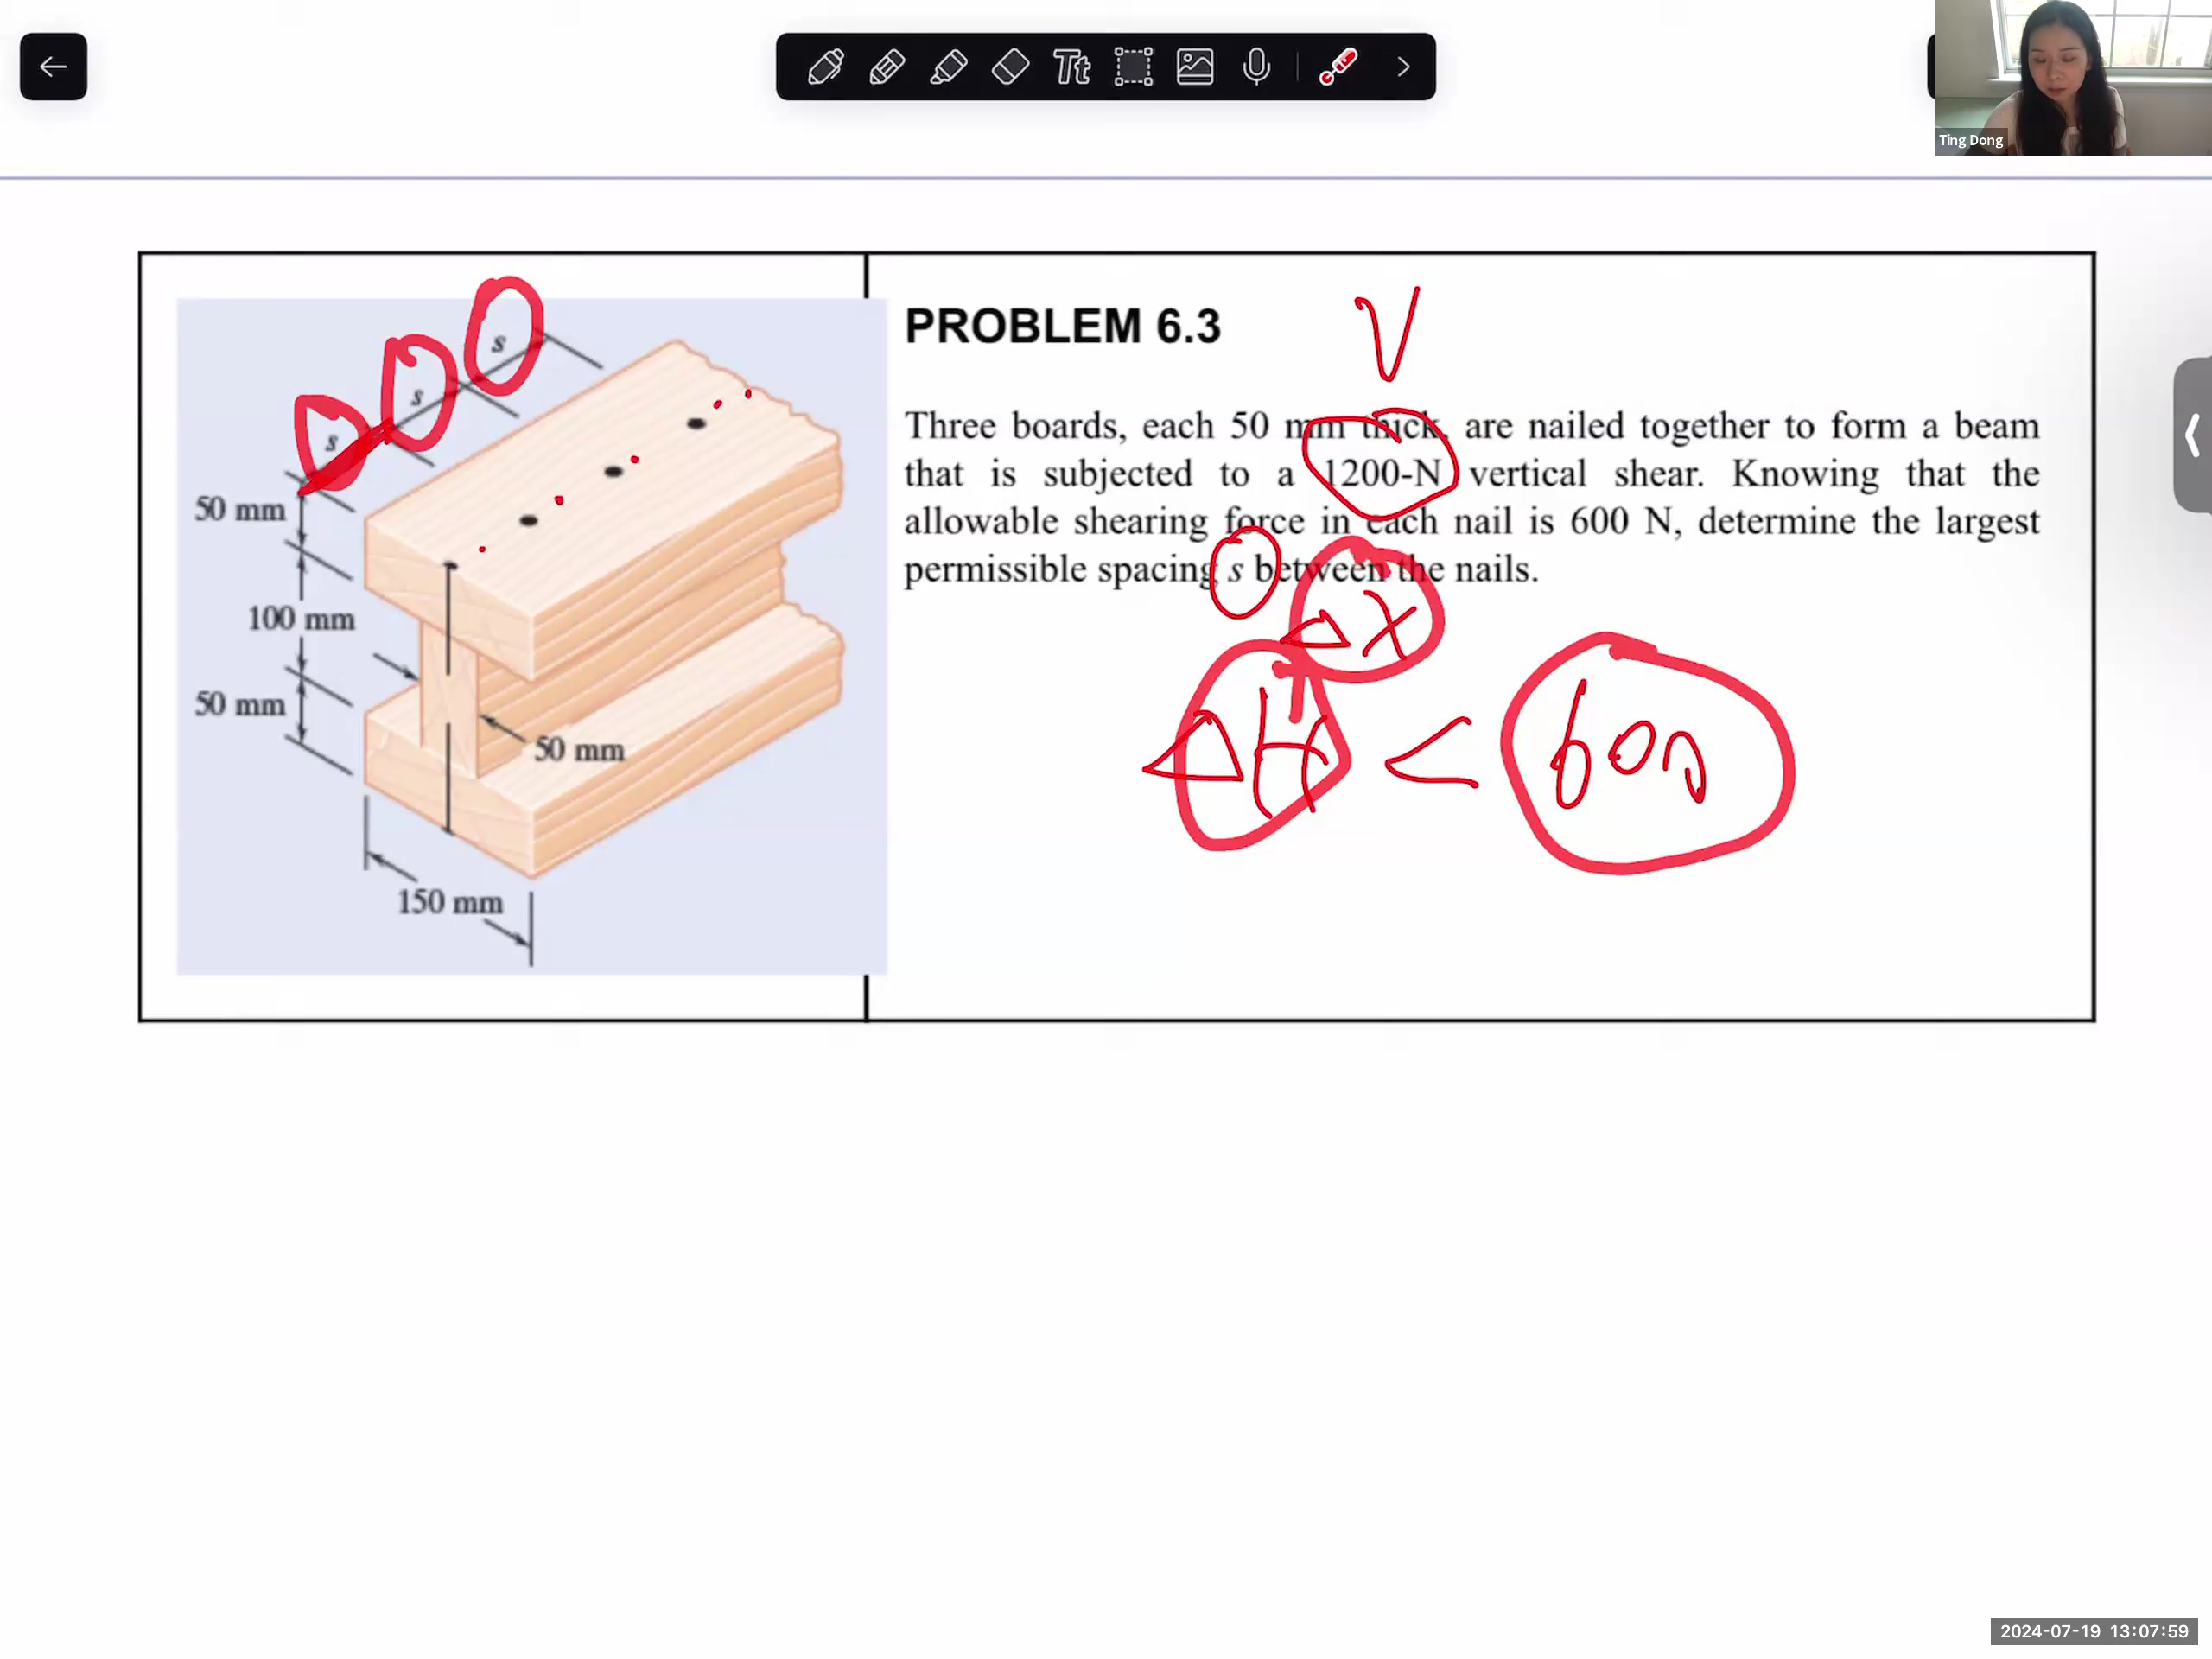 Tt
Ting Dong
s
s
s
50 mm
100 mm
50 mm
50 mm
150 mm
PROBLEM 6.3
V
Three boards, each 50 mm thick, are nailed together to form a beam
that is subjected to a 1200-N vertical shear. Knowing that the
allowable shearing force in each nail is 600 N, determine the largest
permissible spacing s between the nails.
Δx
ΔH < 600
2024-07-19 13:07:59